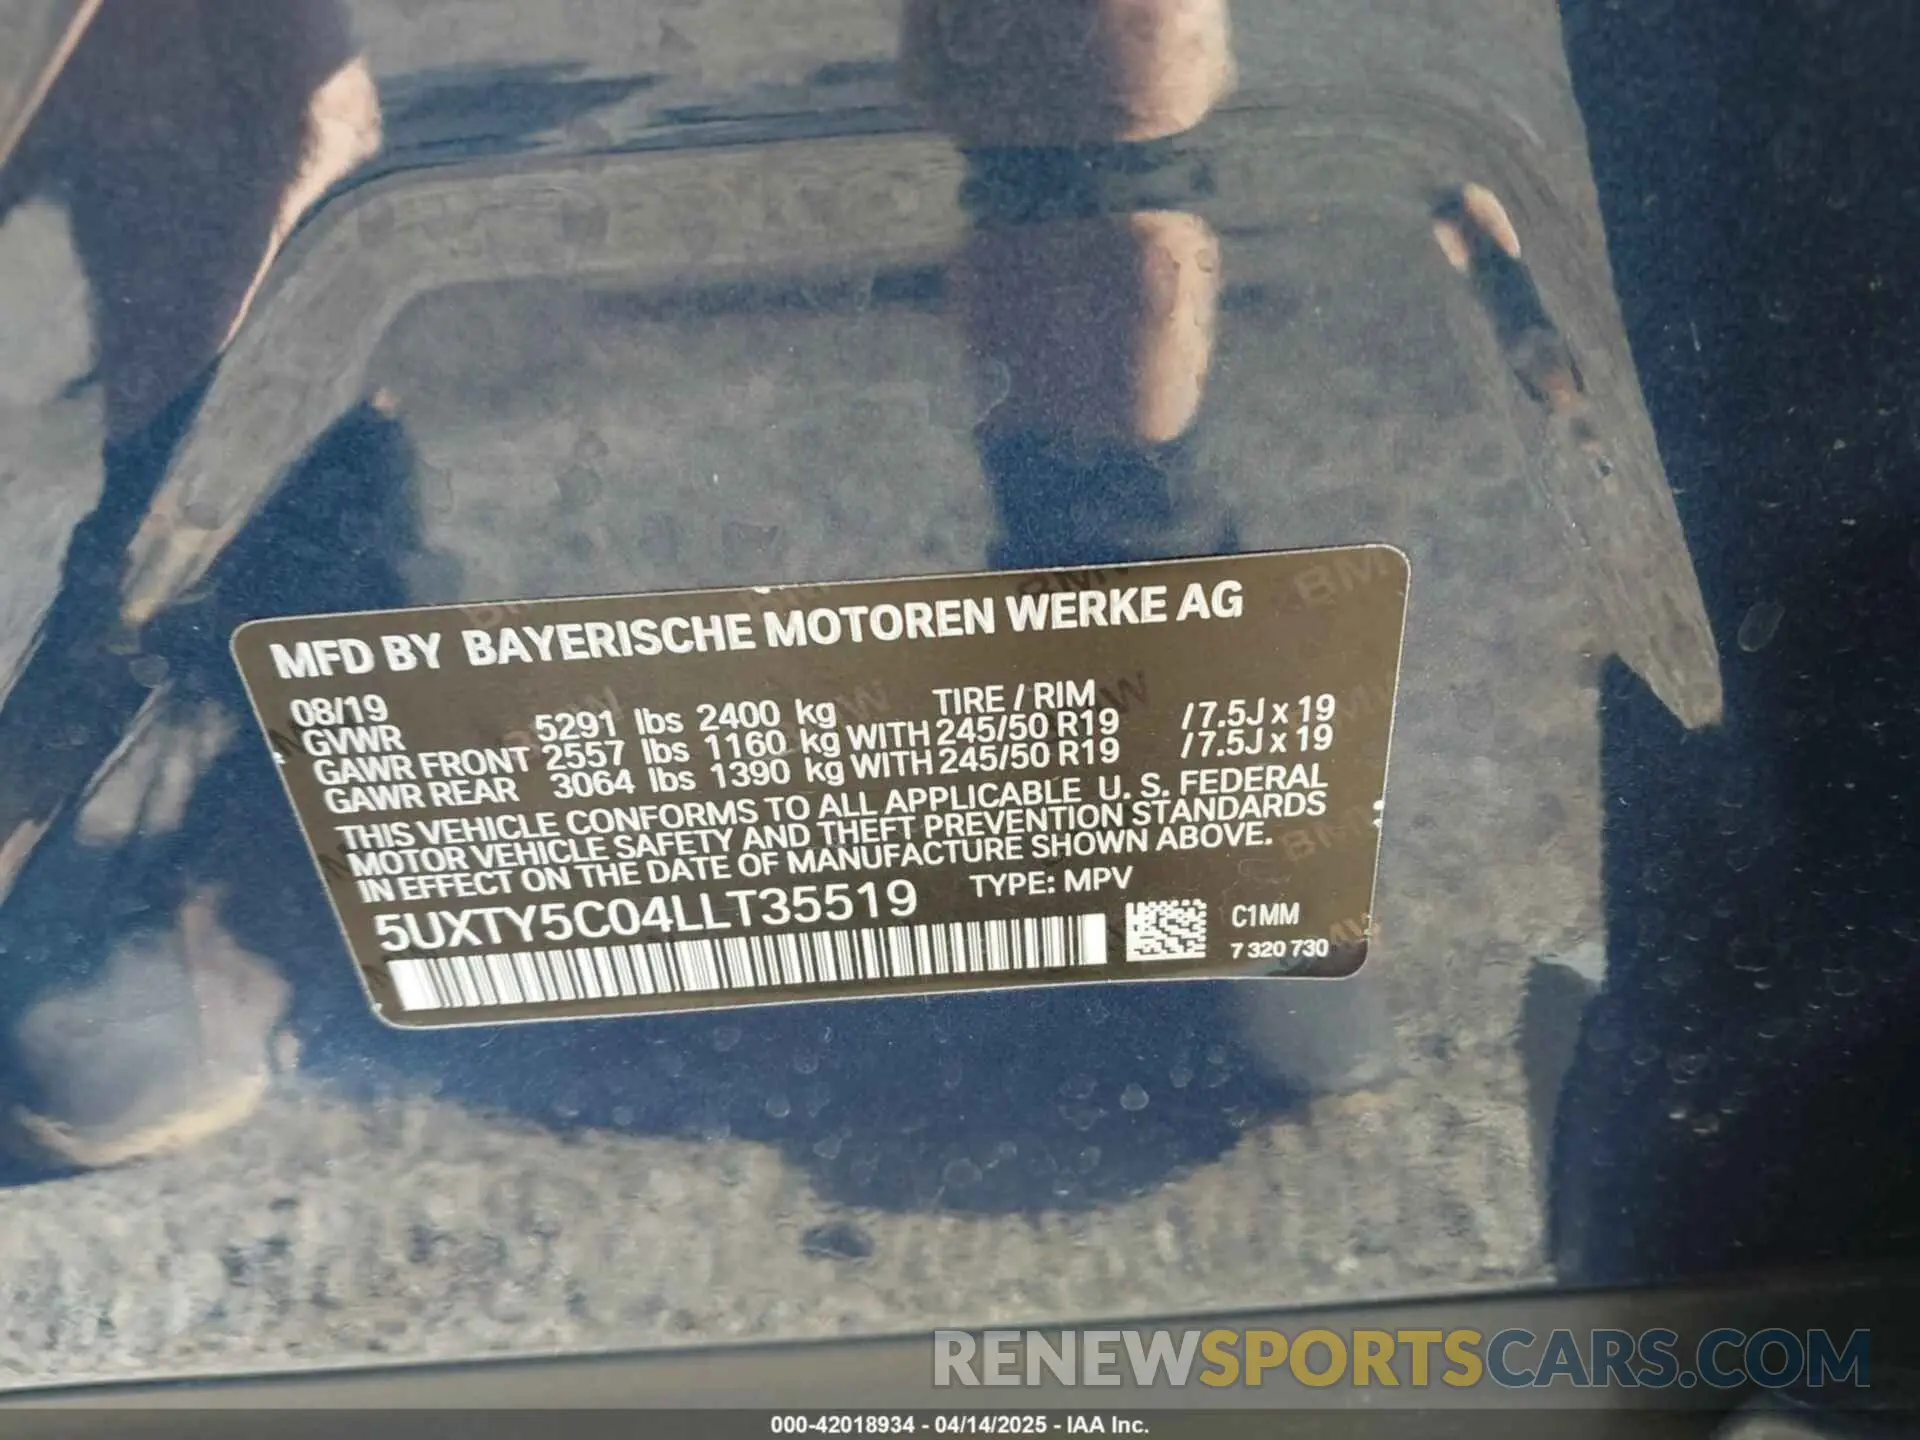 MFD BY BAYERISCHE MOTOREN WERKE AG
08/19 TIRE / RIM
GVWR 5291 lbs 2400 kg
GAWR FRONT 2557 lbs 1160 kg WITH 245/50 R19 /7.5J x 19
GAWR REAR 3064 lbs 1390 kg WITH 245/50 R19 /7.5J x 19
THIS VEHICLE CONFORMS TO ALL APPLICABLE U. S. FEDERAL
MOTOR VEHICLE SAFETY AND THEFT PREVENTION STANDARDS
IN EFFECT ON THE DATE OF MANUFACTURE SHOWN ABOVE.
5UXTY5C04LLT35519 TYPE: MPV
C1MM
7 320 730
RENEWSPORTSCARS.COM
000-42018934 - 04/14/2025 - IAA Inc.